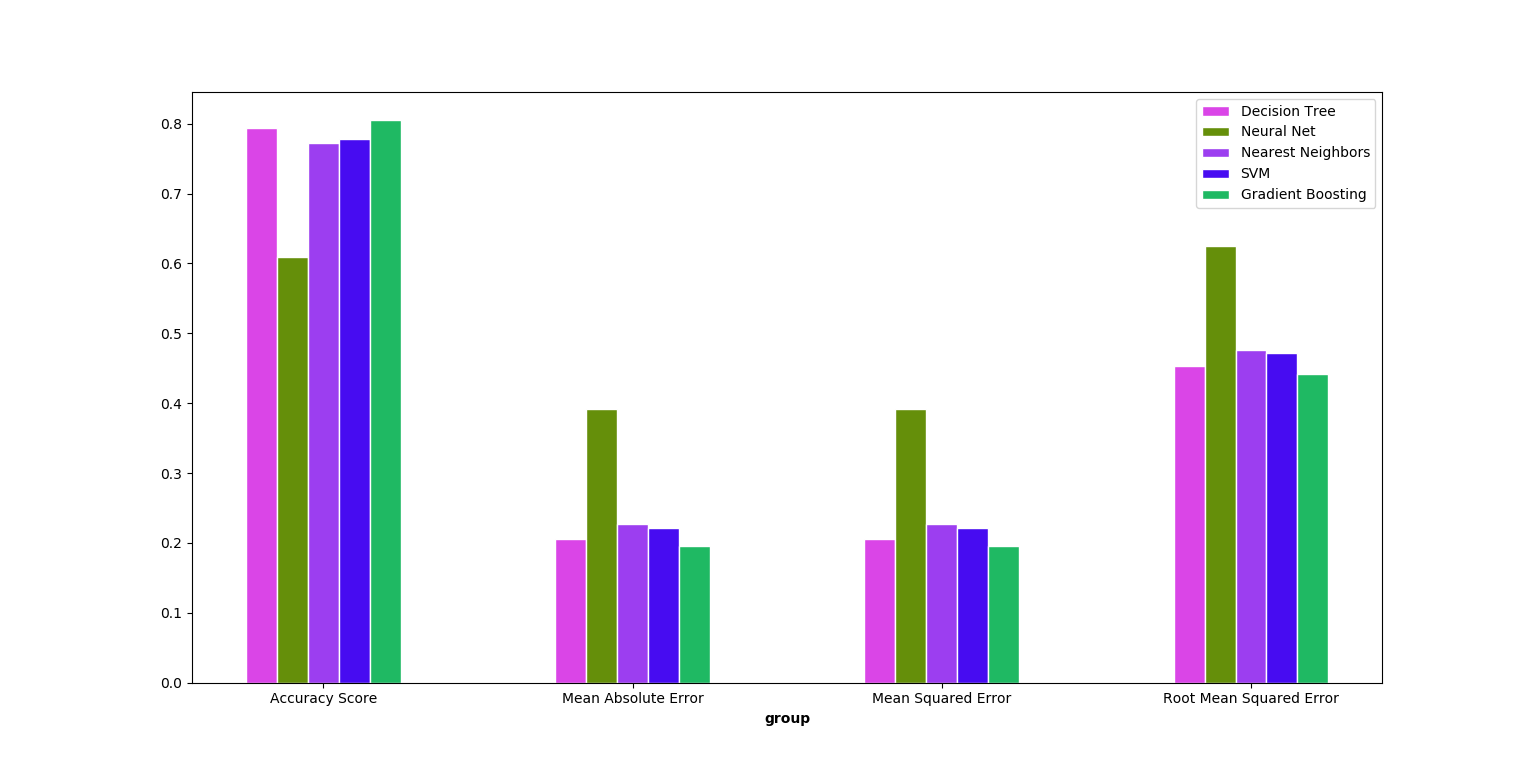 Decision Tree
Neural Net
Nearest Neighbors
SVM
Gradient Boosting
0.8
0.7
0.6
0.5
0.4
0.3
0.2
0.1
0.0
Accuracy Score Mean Absolute Error Mean Squared Error Root Mean Squared Error
group